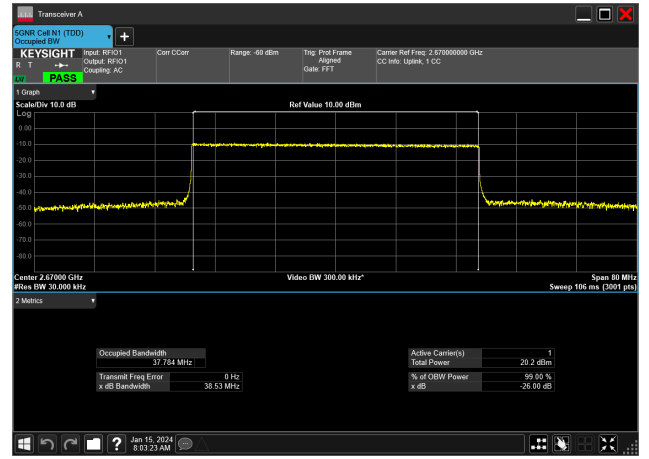 Transceiver A
5GNR Cell N1 (TDD)
Occupied BW
KEYSIGHT
R T
LNI
PASS
Input: RFIO1
Output: RFIO1
Coupling: AC
Corr CCorr
Range: -60 dBm
Trig: Prot Frame
Aligned
Gate: FFT
Carrier Ref Freq: 2.670000000 GHz
CC Info: Uplink, 1 CC
1 Graph
Scale/Div 10.0 dB
Ref Value 10.00 dBm
Log
0.00
-10.0
-20.0
-30.0
-40.0
-50.0
-60.0
-70.0
-80.0
Center 2.67000 GHz
Video BW 300.00 kHz*
Span 80 MHz
#Res BW 30.000 kHz
Sweep 106 ms (3001 pts)
2 Metrics
Occupied Bandwidth
37.784 MHz
Active Carrier(s) 1
Total Power 20.2 dBm
Transmit Freq Error 0 Hz
x dB Bandwidth 38.53 MHz
% of OBW Power 99.00 %
x dB -26.00 dB
?
Jan 15, 2024
8:03:23 AM